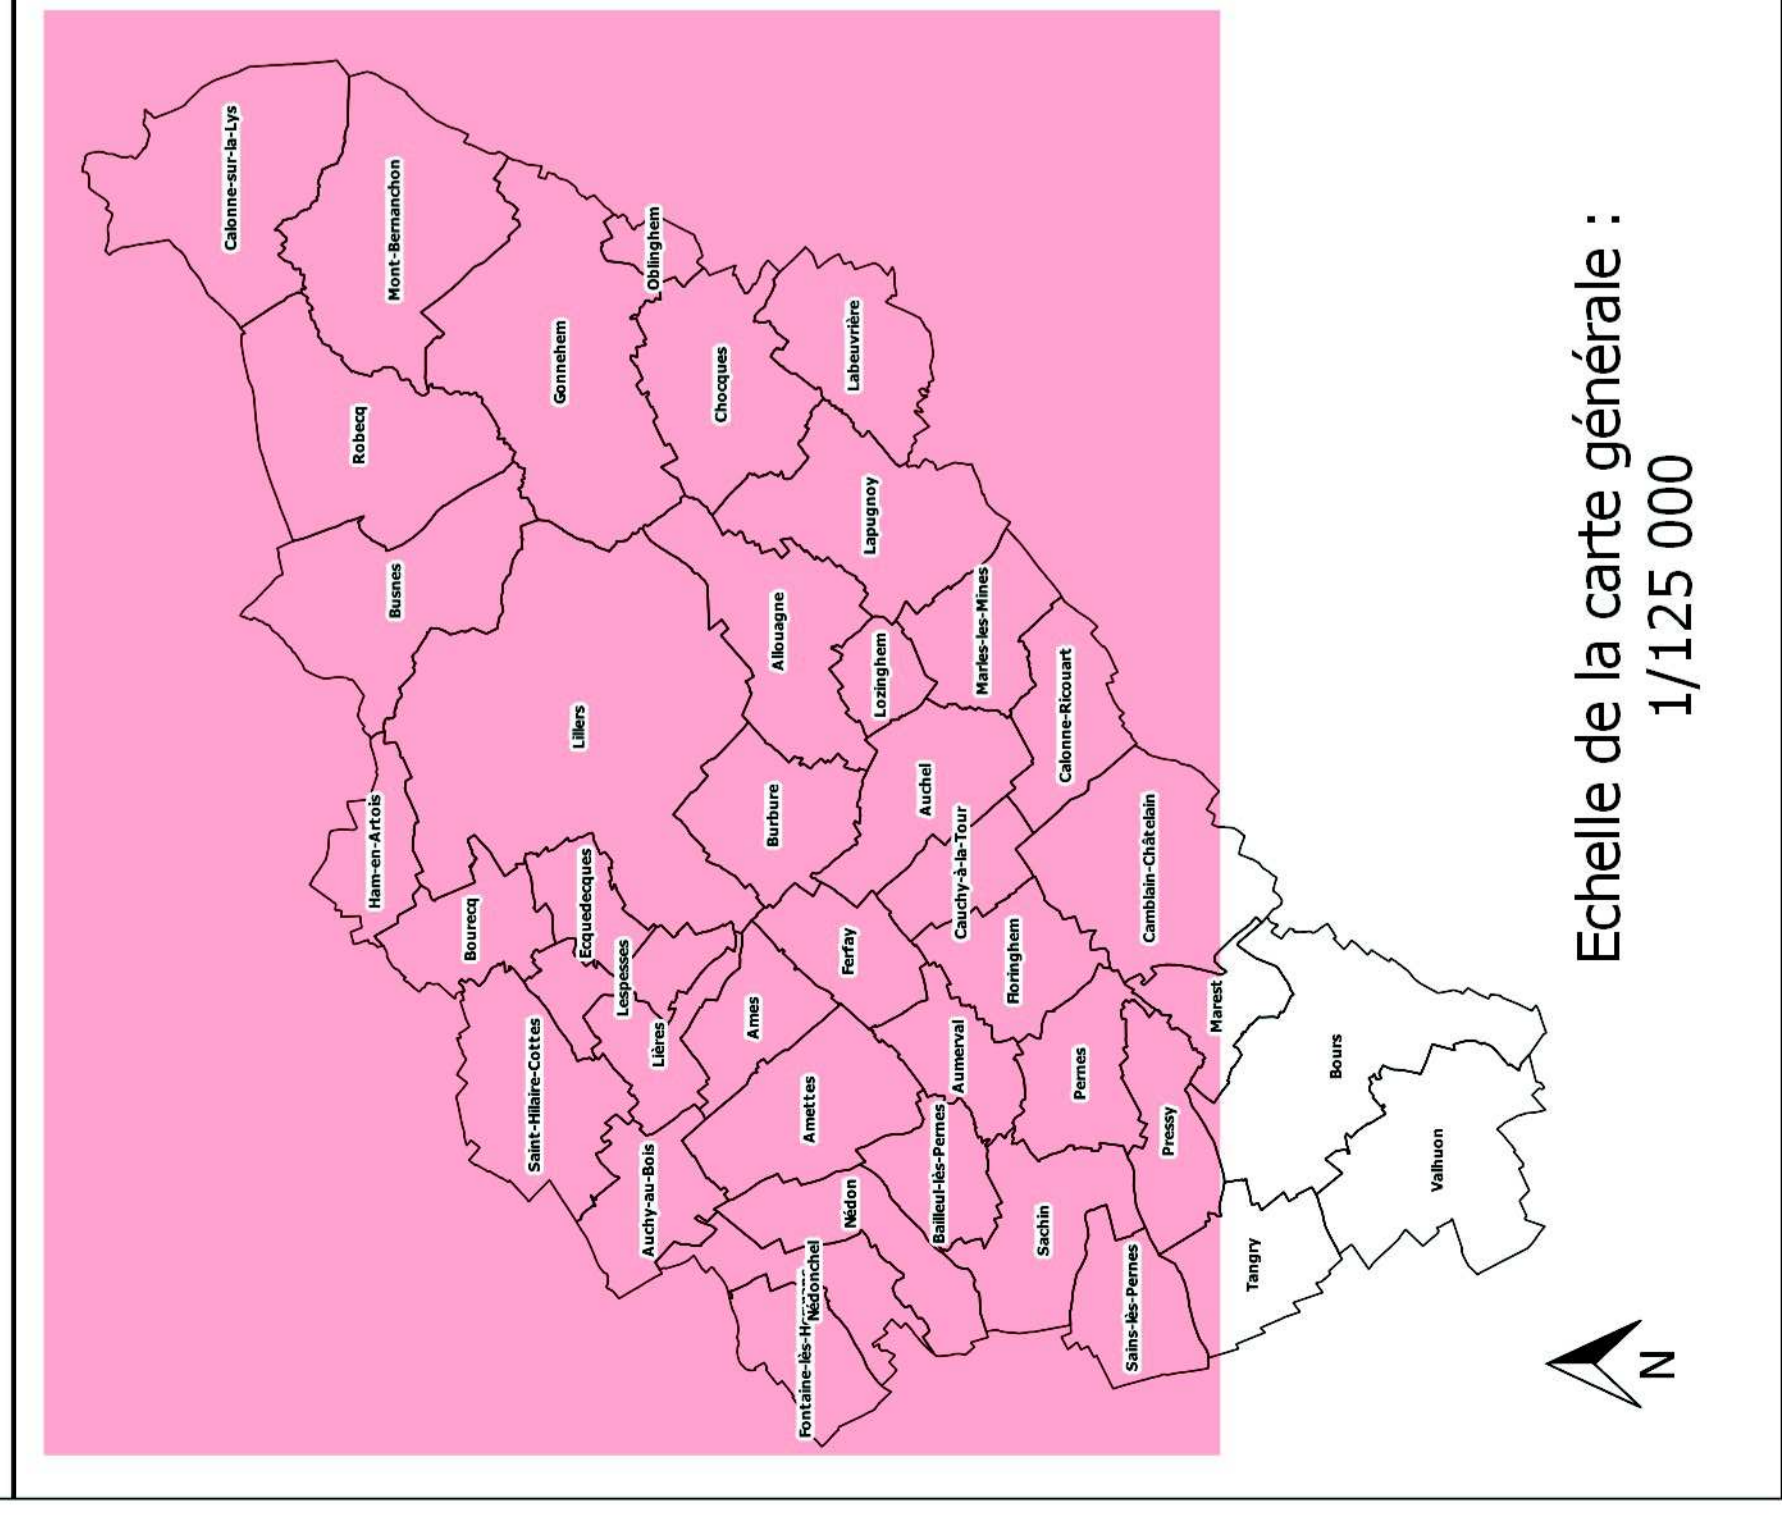 Calonne-sur-la-Lys
Mont-Bernanchon
Robecq
Oblinghem
Gonnehem
Chocques
Labeuvrière
Busnes
Lapugnoy
Allouagne
Marles-les-Mines
Lozinghem
Calonne-Ricouart
Lillers
Ham-en-Artois
Burbure
Auchel
Cauchy-à-la-Tour
Camblain-Châtelain
Bourecq
Ecquedecques
Lespesses
Ferfay
Floringhem
Marest
Saint-Hilaire-Cottes
Lières
Ames
Aumerval
Pernes
Bours
Amettes
Pressy
Valhuon
Auchy-au-Bois
Nédon
Bailleul-lès-Pernes
Sachin
Tangry
Nédonchel
Fontaine-lès-
Sains-lès-Pernes
Echelle de la carte générale :
1/125 000
N